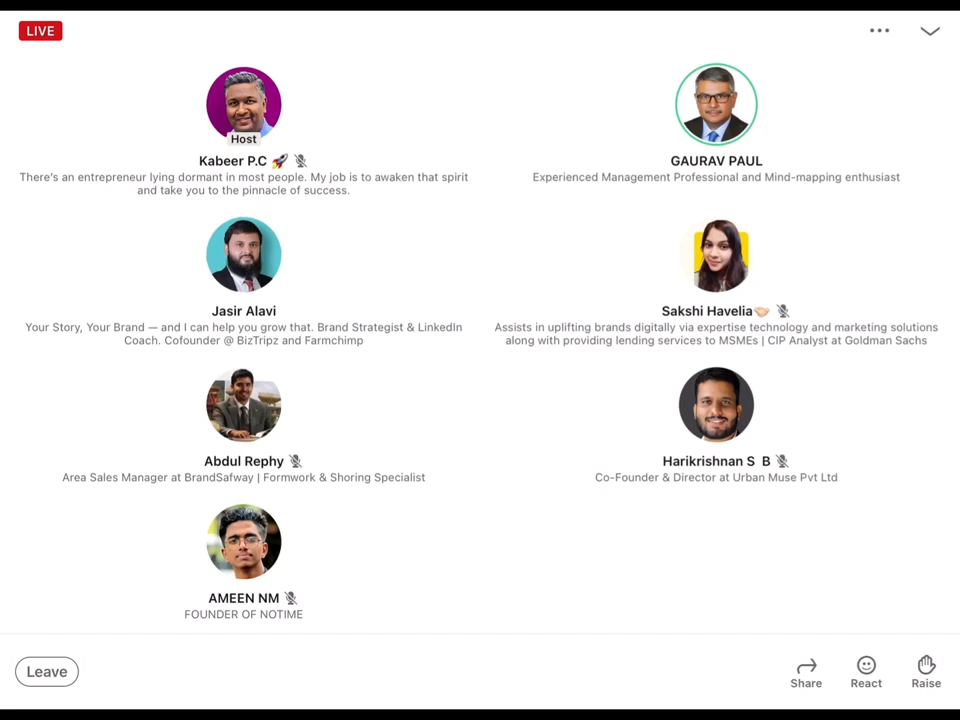 LIVE
Host
Kabeer P.C 🚀
There's an entrepreneur lying dormant in most people. My job is to awaken that spirit
and take you to the pinnacle of success.
GAURAV PAUL
Experienced Management Professional and Mind-mapping enthusiast
Jasir Alavi
Your Story, Your Brand — and I can help you grow that. Brand Strategist & LinkedIn
Coach. Cofounder @ BizTripz and Farmchimp
Sakshi Havelia🤝🏻
Assists in uplifting brands digitally via expertise technology and marketing solutions
along with providing lending services to MSMEs | CIP Analyst at Goldman Sachs
Abdul Rephy
Area Sales Manager at BrandSafway | Formwork & Shoring Specialist
Harikrishnan S B
Co-Founder & Director at Urban Muse Pvt Ltd
AMEEN NM
FOUNDER OF NOTIME
Leave
Share
React
Raise